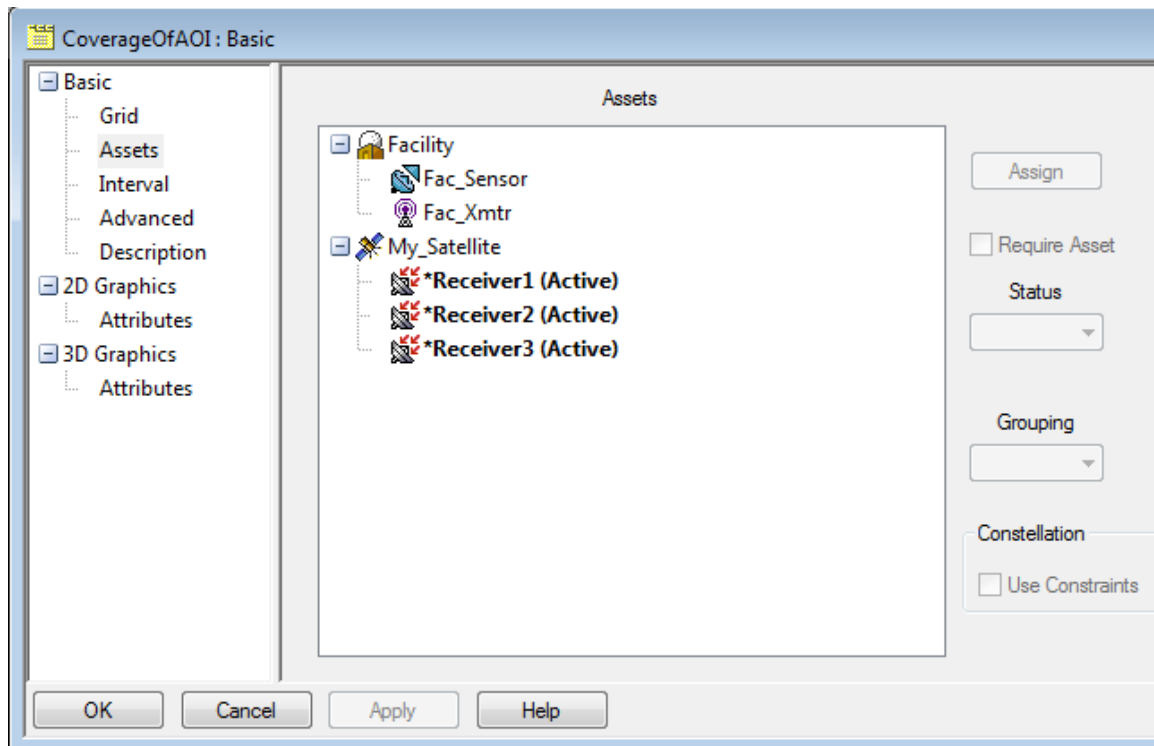 CoverageOfAOI : Basic
Basic
Grid
Assets
Interval
Advanced
Description
2D Graphics
Attributes
3D Graphics
Attributes
Assets
Facility
Fac_Sensor
Fac_Xmtr
My_Satellite
*Receiver1 (Active)
*Receiver2 (Active)
*Receiver3 (Active)
Assign
Require Asset
Status
Grouping
Constellation
Use Constraints
OK
Cancel
Apply
Help